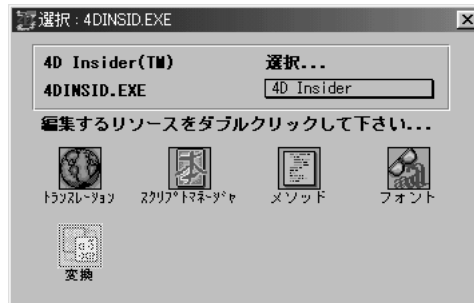 選択 : 4DINSID.EXE
4D Insider(TM) 選択...
4DINSID.EXE 4D Insider
編集するリソースをダブルクリックして下さい...
トランスレーション スクリプトマネージャ メソッド フォント
変換